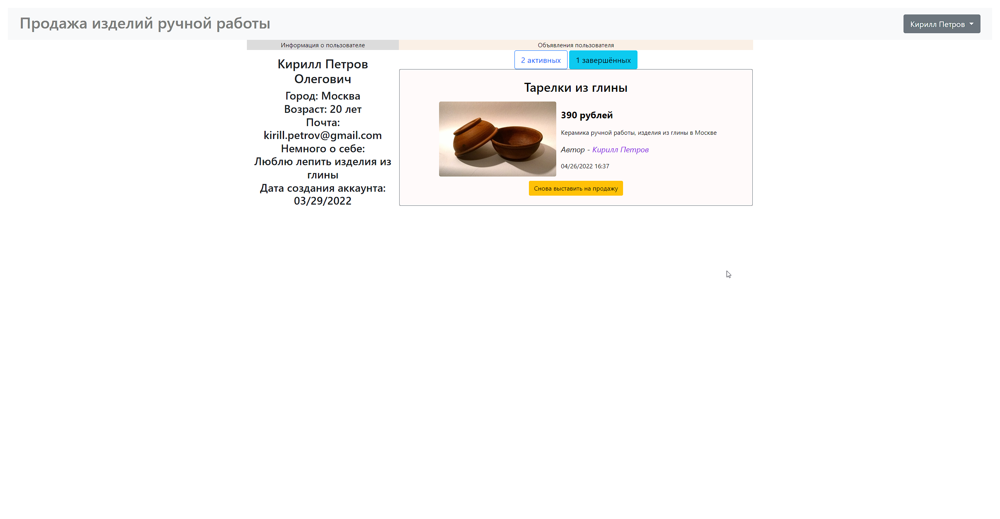 Продажа изделий ручной работы
Кирилл Петров
Информация о пользователе
Объявления пользователя
Кирилл Петров
Олегович
Город: Москва
Возраст: 20 лет
Почта:
kirill.petrov@gmail.com
Немного о себе:
Люблю лепить изделия из
глины
Дата создания аккаунта:
03/29/2022
2 активных
1 завершённых
Тарелки из глины
390 рублей
Керамика ручной работы, изделия из глины в Москве
Автор - Кирилл Петров
04/26/2022 16:37
Снова выставить на продажу